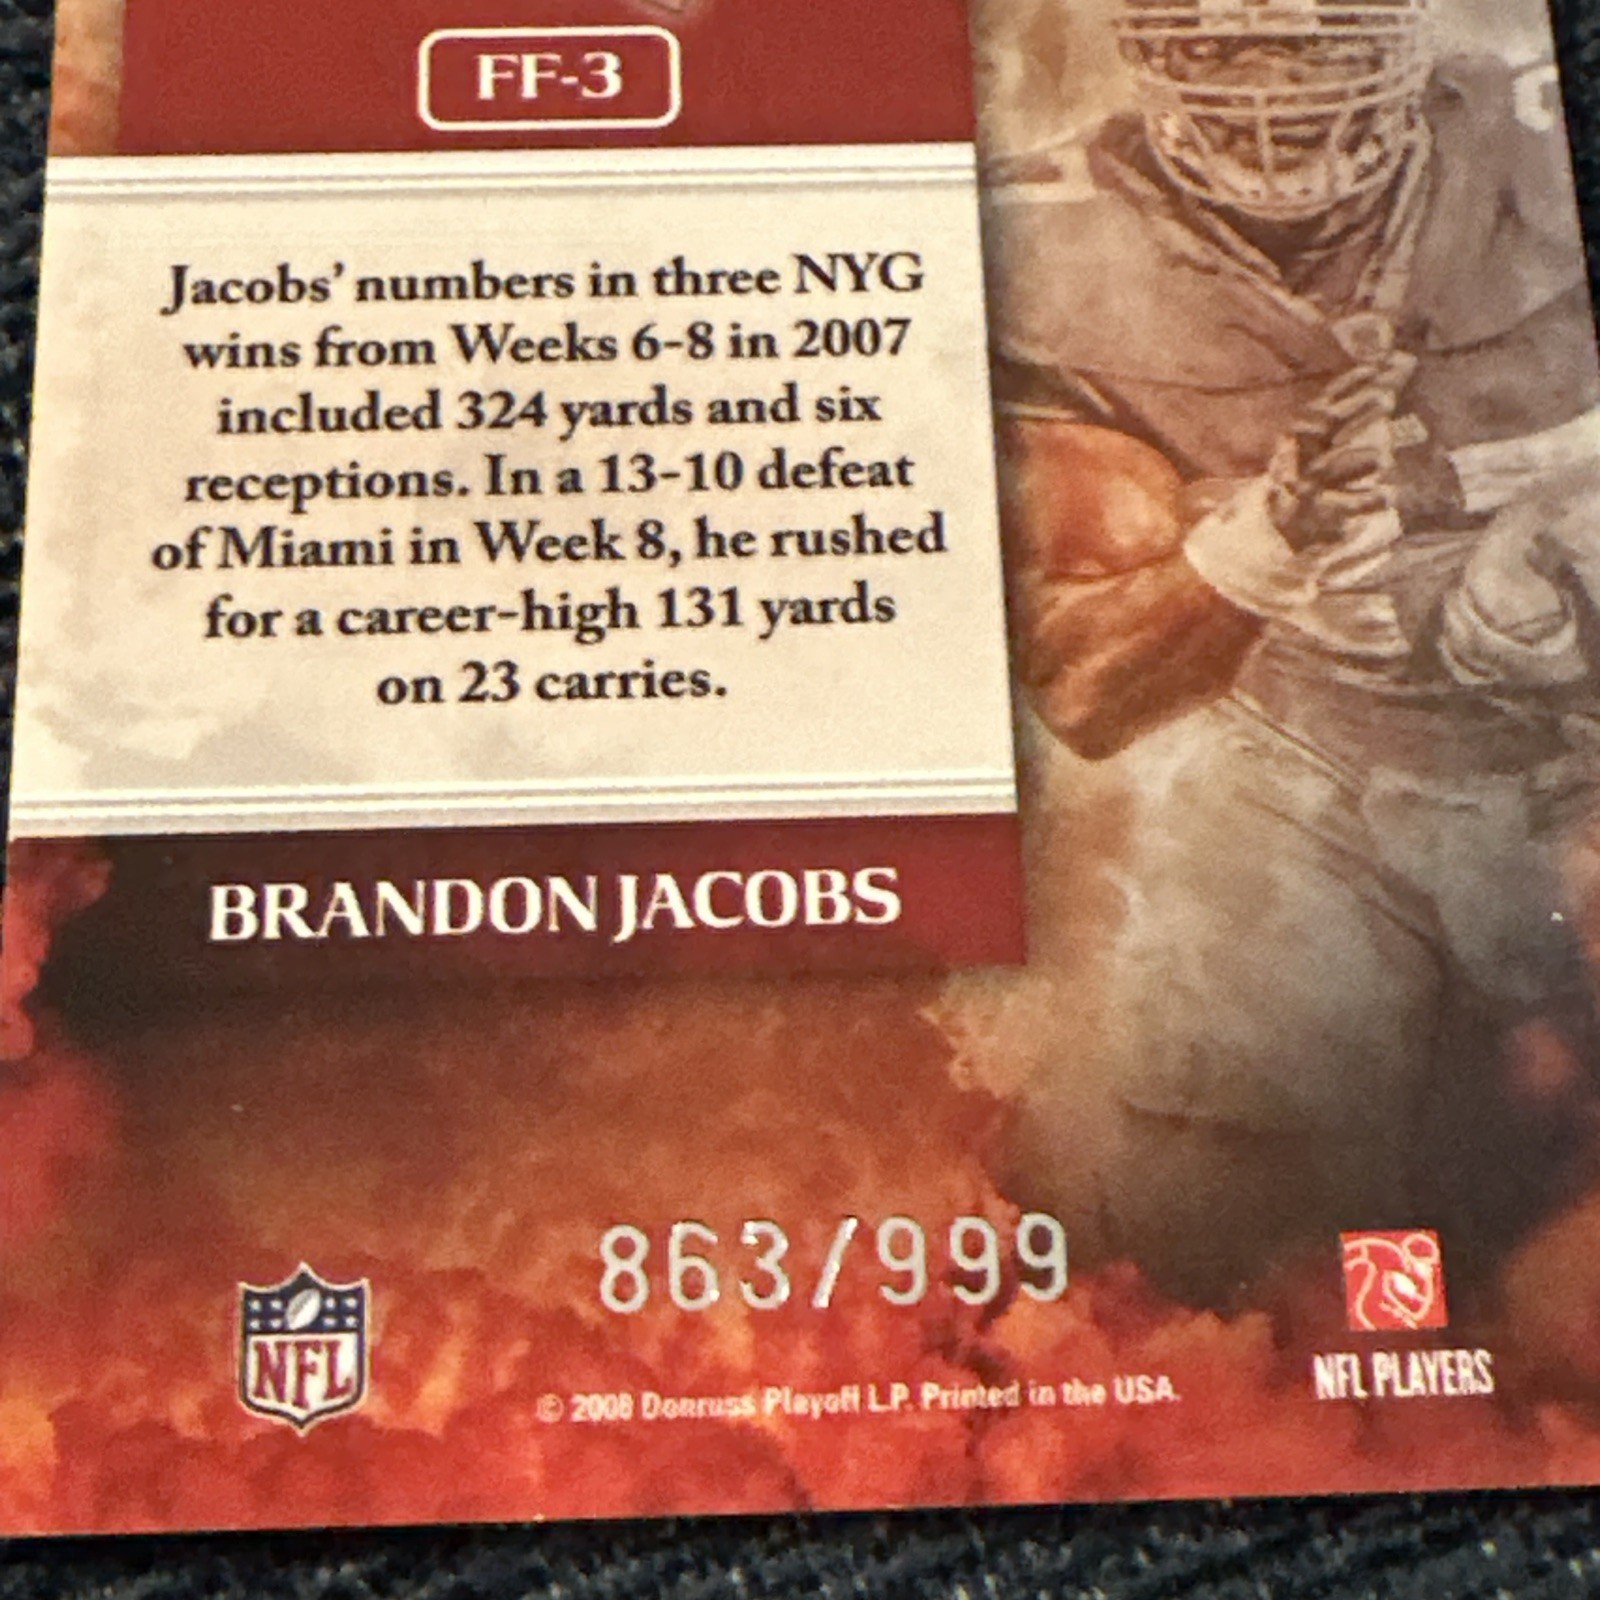 FF-3
Jacobs' numbers in three NYG
wins from Weeks 6-8 in 2007
included 324 yards and six
receptions. In a 13-10 defeat
of Miami in Week 8, he rushed
for a career-high 131 yards
on 23 carries.
BRANDON JACOBS
863/999
NFL
© 2008 Donruss Playoff L.P. Printed in the USA.
NFL PLAYERS